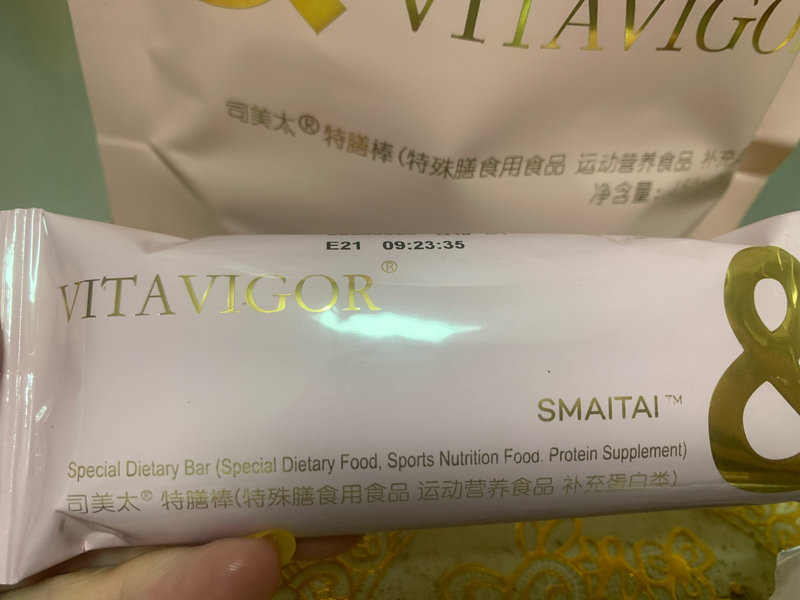 &
VITAVIGO
司美太® 特膳棒(特殊膳食用食品 运动营养食品 补充
净含量:
E21 09:23:35
VITAVIGOR®
&
SMAITAI™
Special Dietary Bar (Special Dietary Food, Sports Nutrition Food. Protein Supplement)
司美太® 特膳棒(特殊膳食用食品 运动营养食品 补充蛋白类)